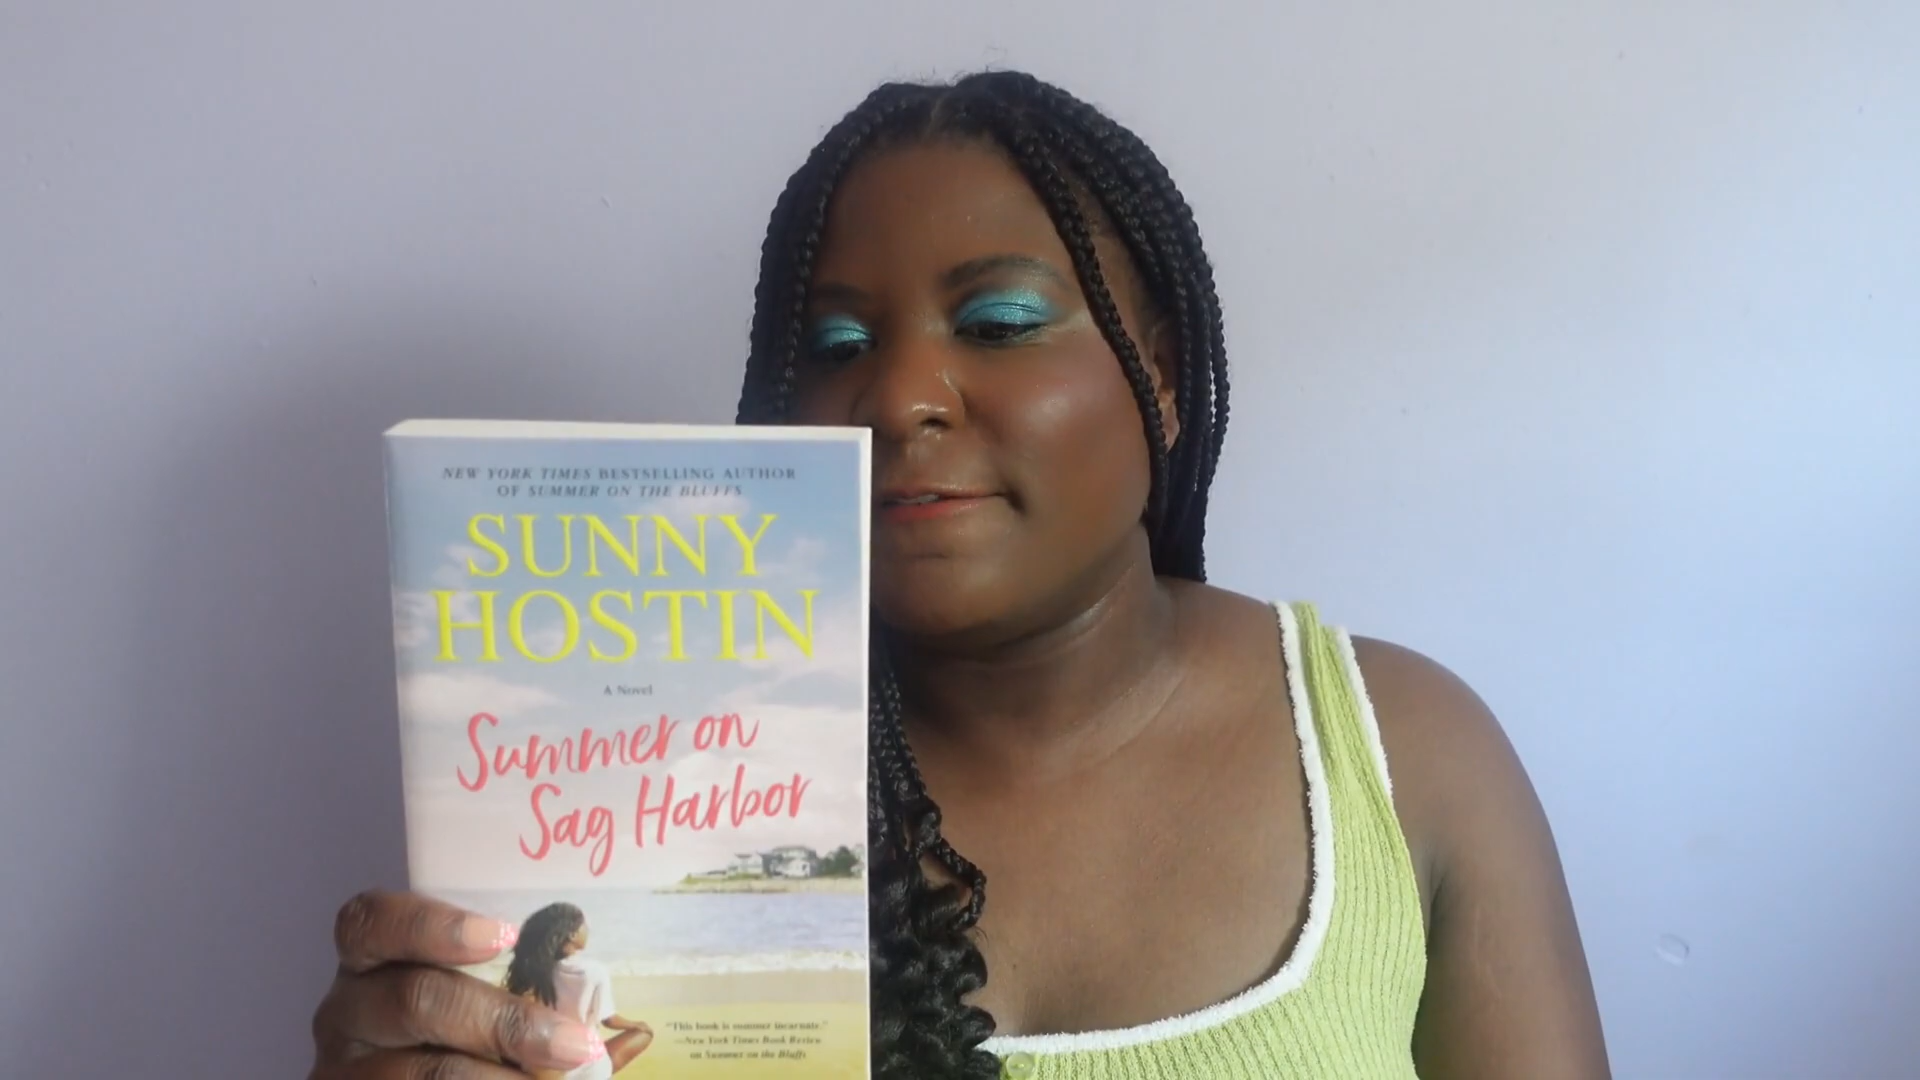 NEW YORK TIMES BESTSELLING AUTHOR
OF SUMMER ON THE BLUFFS
SUNNY
HOSTIN
A Novel
Summer on
Sag Harbor
"This book is summer incarnate."
—New York Times Book Review
on Summer on the Bluffs